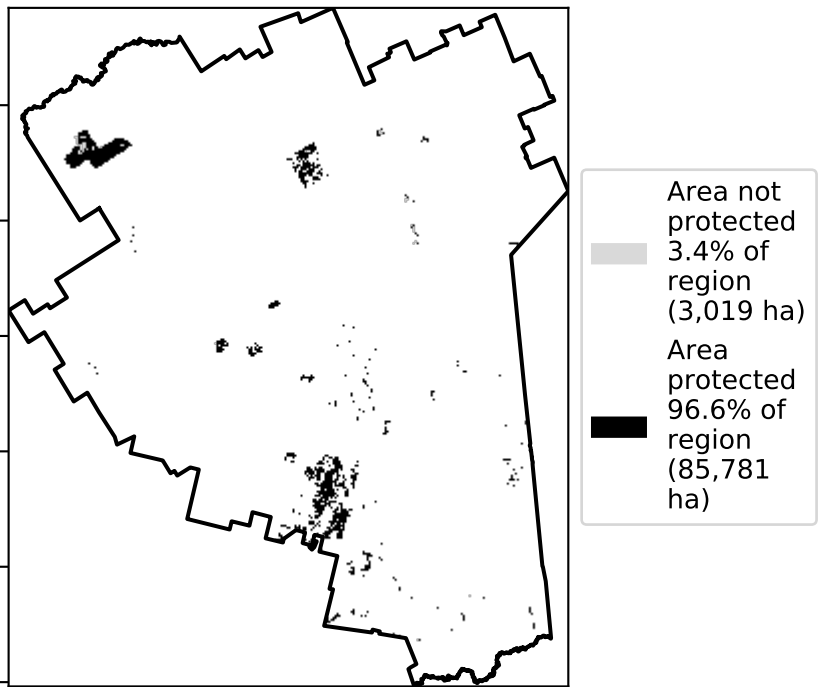 Area not
protected
3.4% of
region
(3,019 ha)
Area
protected
96.6% of
region
(85,781
ha)